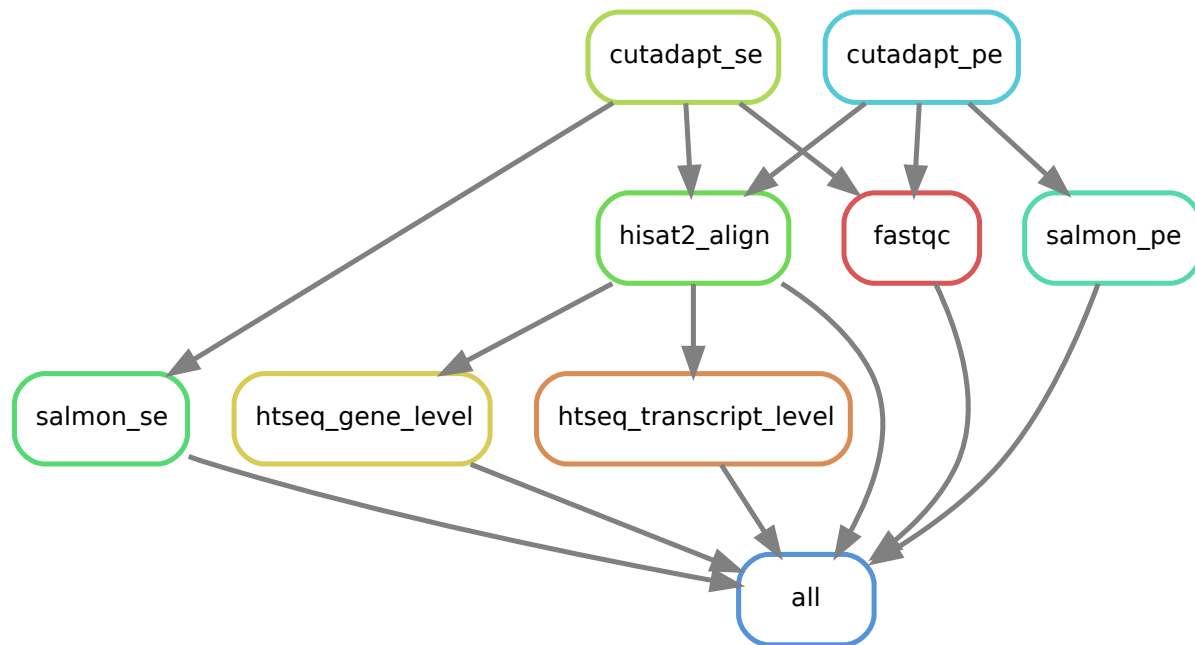 cutadapt_se
cutadapt_pe
hisat2_align
fastqc
salmon_pe
salmon_se
htseq_gene_level
htseq_transcript_level
all